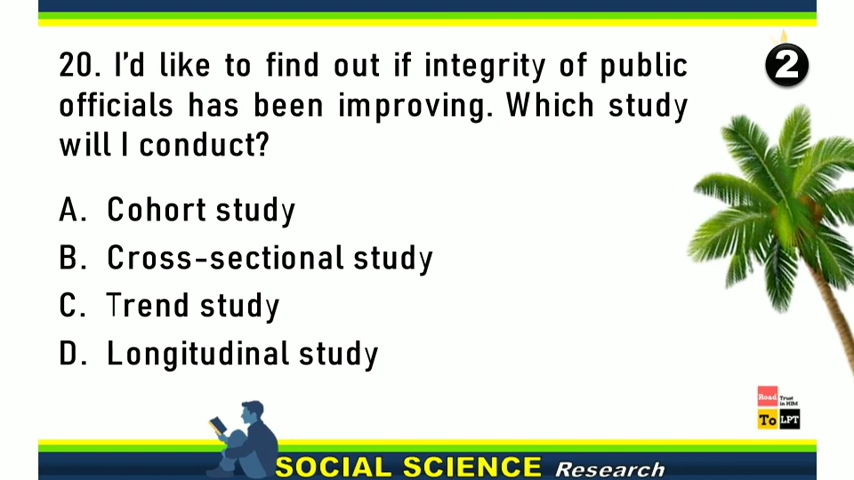 20. I'd like to find out if integrity of public
officials has been improving. Which study
will I conduct?
2
A. Cohort study
B. Cross-sectional study
C. Trend study
D. Longitudinal study
Road Trust in HIM
To LPT
SOCIAL SCIENCE Research